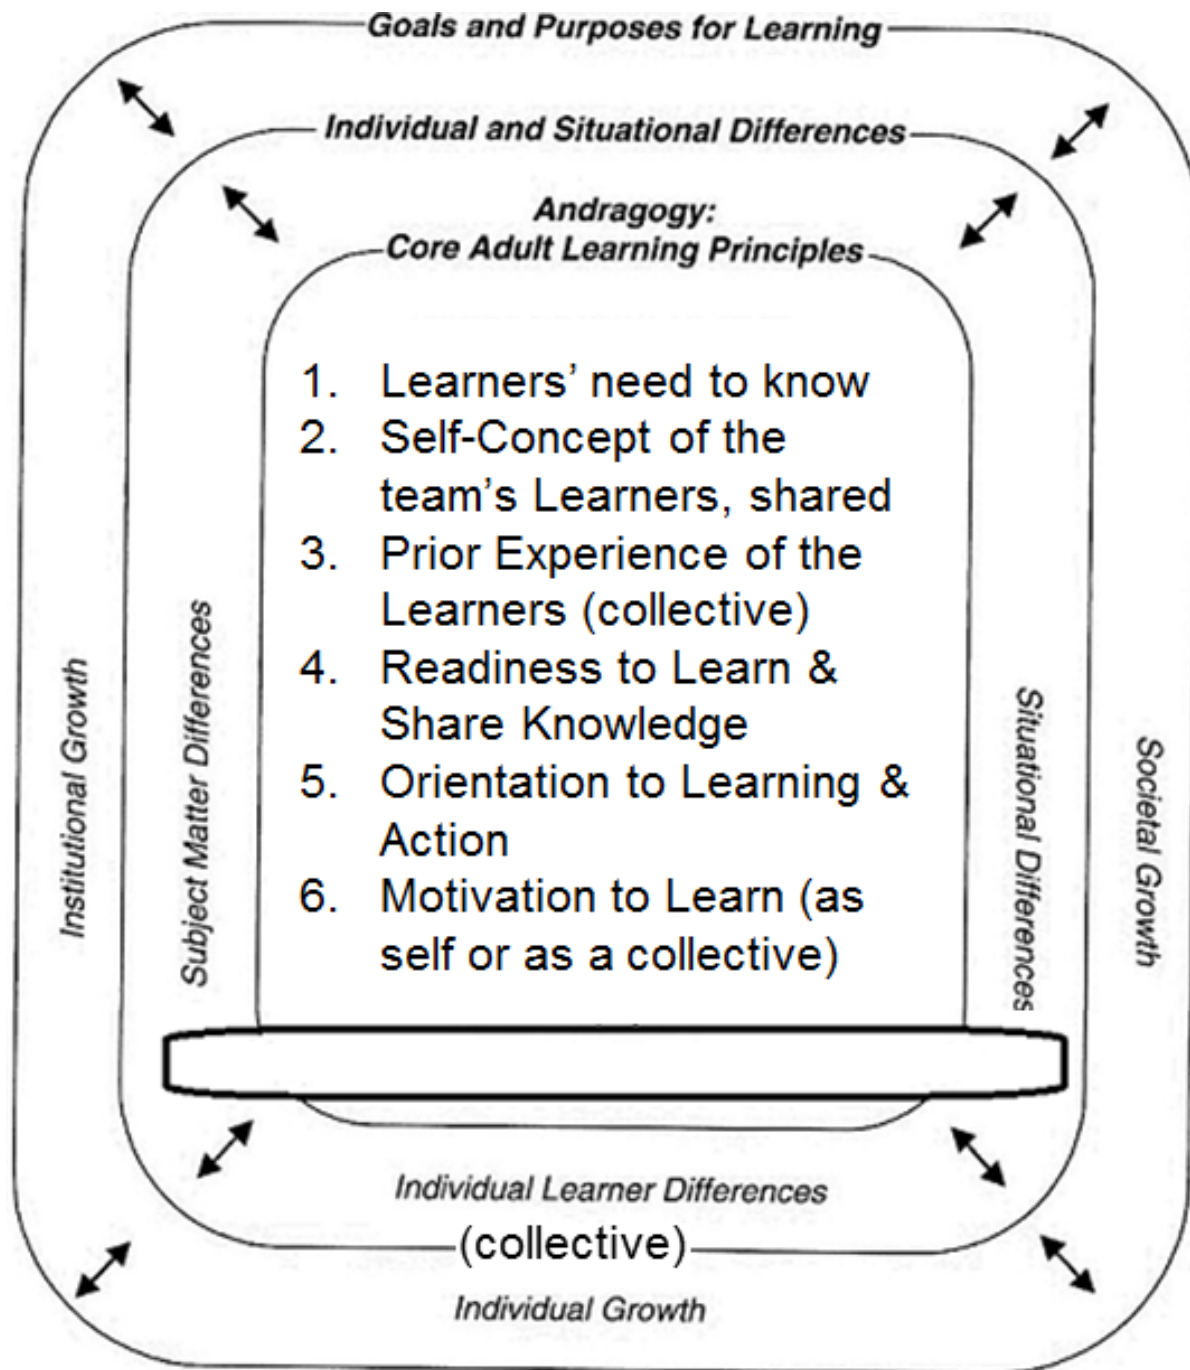 Goals and Purposes for Learning
Individual and Situational Differences
Andragogy:
Core Adult Learning Principles
1. Learners’ need to know
2. Self-Concept of the
team’s Learners, shared
3. Prior Experience of the
Learners (collective)
4. Readiness to Learn &
Share Knowledge
5. Orientation to Learning &
Action
6. Motivation to Learn (as
self or as a collective)
Institutional Growth
Subject Matter Differences
Situational Differences
Societal Growth
Individual Learner Differences
(collective)
Individual Growth